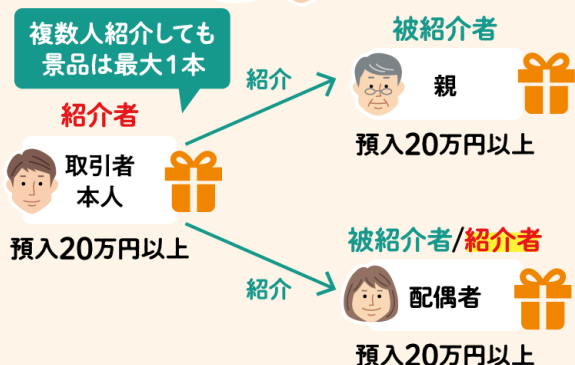 複数人紹介しても
景品は最大1本
紹介者
取引者
本人
預入20万円以上
紹介
被紹介者
親
預入20万円以上
紹介
被紹介者/紹介者
配偶者
預入20万円以上